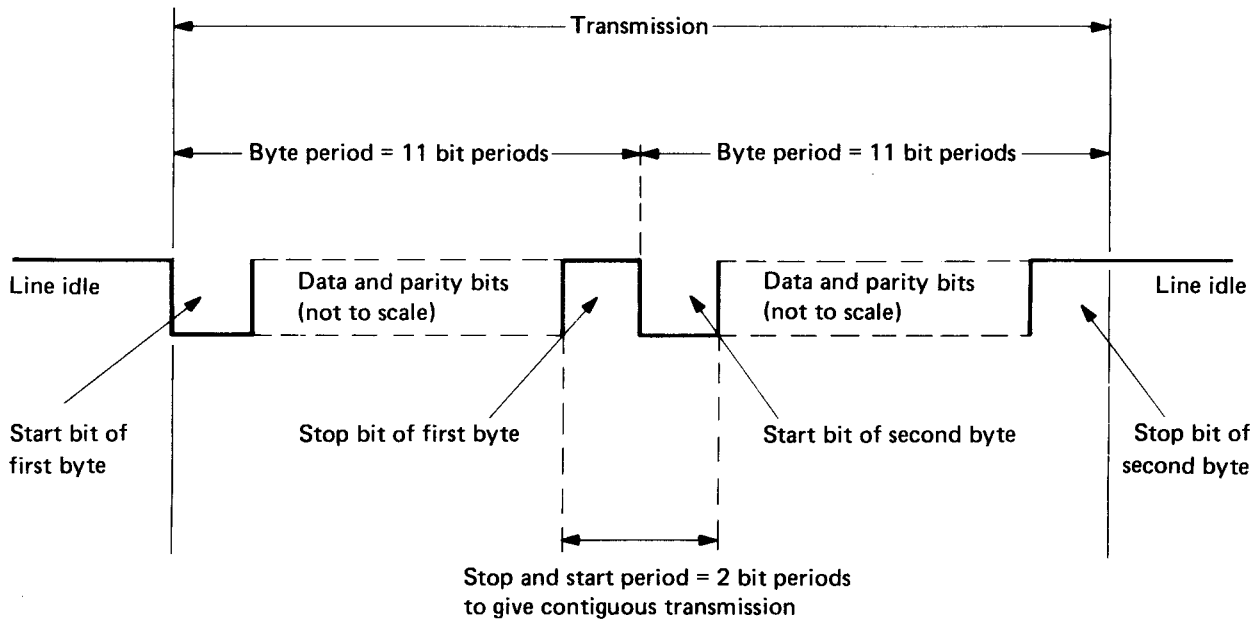 Transmission
Byte period = 11 bit periods
Byte period = 11 bit periods
Line idle
Data and parity bits
(not to scale)
Data and parity bits
(not to scale)
Line idle
Start bit of
first byte
Stop bit of first byte
Start bit of second byte
Stop bit of
second byte
Stop and start period = 2 bit periods
to give contiguous transmission